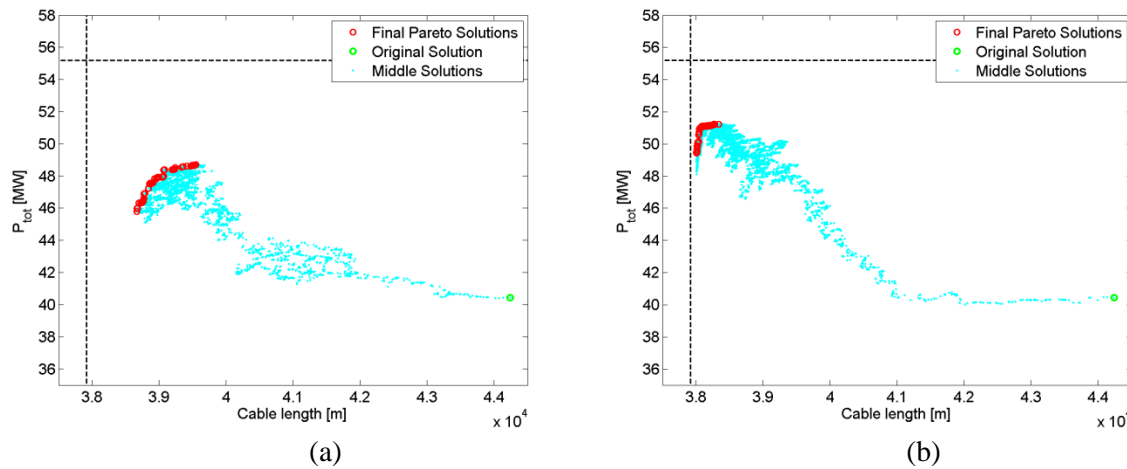 58
56
54
52
50
48
46
44
42
40
38
36
P_tot [MW]
3.8 3.9 4 4.1 4.2 4.3 4.4
Cable length [m]
x 10^4
Final Pareto Solutions
Original Solution
Middle Solutions
(a)
58
56
54
52
50
48
46
44
42
40
38
36
P_tot [MW]
3.8 3.9 4 4.1 4.2 4.3 4.4
Cable length [m]
x 10
Final Pareto Solutions
Original Solution
Middle Solutions
(b)